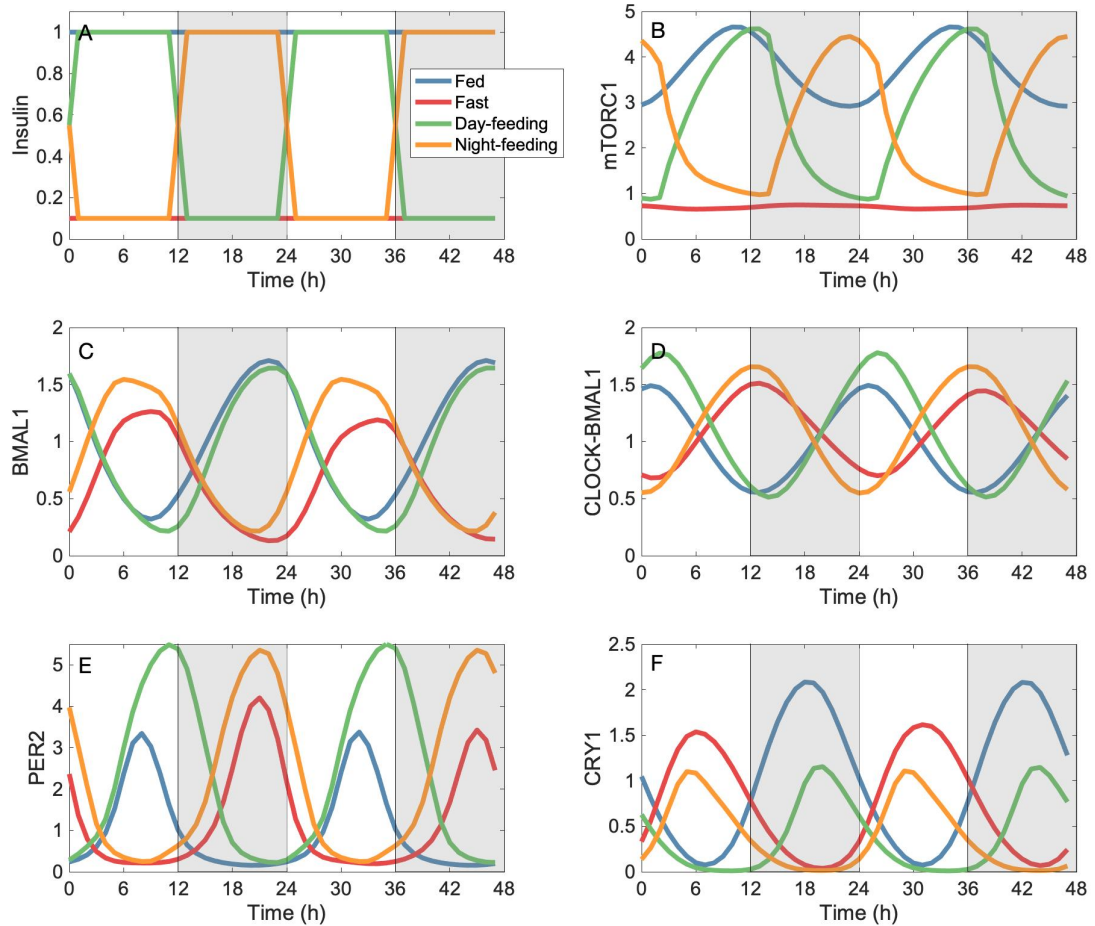 A
Insulin
1
0.8
0.6
0.4
0.2
0
0 6 12 18 24 30 36 42 48
Time (h)
Fed
Fast
Day-feeding
Night-feeding
B
mTORC1
5
4
3
2
1
0
0 6 12 18 24 30 36 42 48
Time (h)
C
BMAL1
2
1.5
1
0.5
0
0 6 12 18 24 30 36 42 48
Time (h)
D
CLOCK-BMAL1
2
1.5
1
0.5
0
0 6 12 18 24 30 36 42 48
Time (h)
E
PER2
5
4
3
2
1
0
0 6 12 18 24 30 36 42 48
Time (h)
F
CRY1
2.5
2
1.5
1
0.5
0
0 6 12 18 24 30 36 42 48
Time (h)